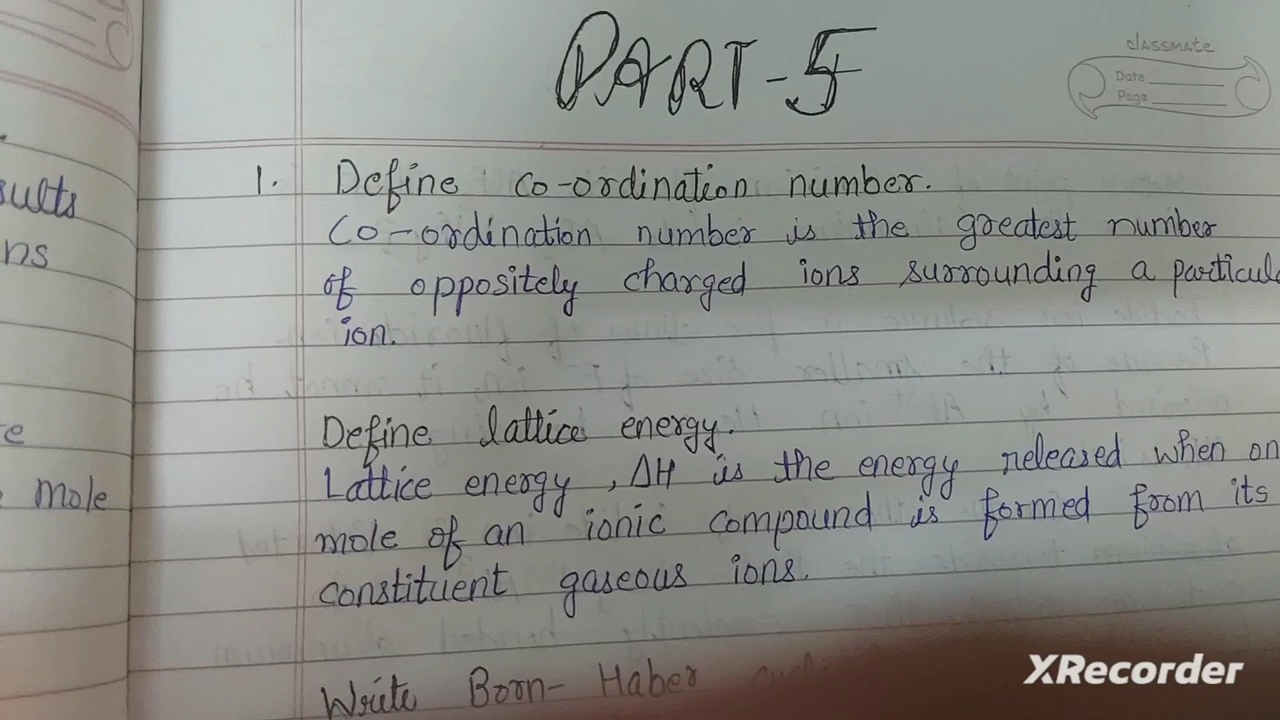 PART-5
classmate
Date
Page
sults
ns
e
mole
1. Define co-ordination number.
Co-ordination number is the greatest number
of oppositely charged ions surrounding a particula
ion.
Define lattice energy.
Lattice energy, ΔH is the energy released when on
mole of an ionic compound is formed from its
constituent gaseous ions.
Write Born-Haber
XRecorder